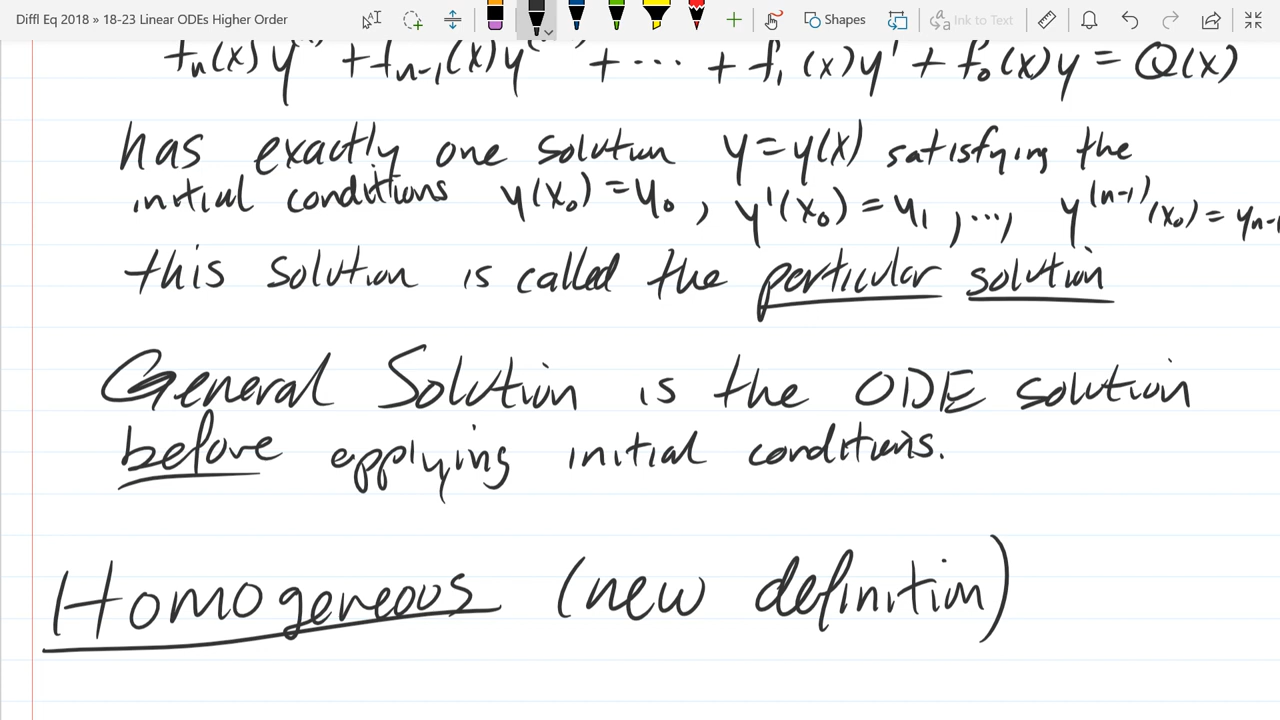 Diffl Eq 2018 » 18-23 Linear ODEs Higher Order
Shapes
Ink to Text
fn(x)y + fn-1(x)y + ... + f1(x)y' + f0(x)y = Q(x)
has exactly one solution y=y(x) satisfying the
initial conditions y(x0)=y0, y'(x0)=y1, ..., y^(n-1)(x0)=yn-1
this solution is called the particular solution
General Solution is the ODE solution
before applying initial conditions.
Homogeneous (new definition)